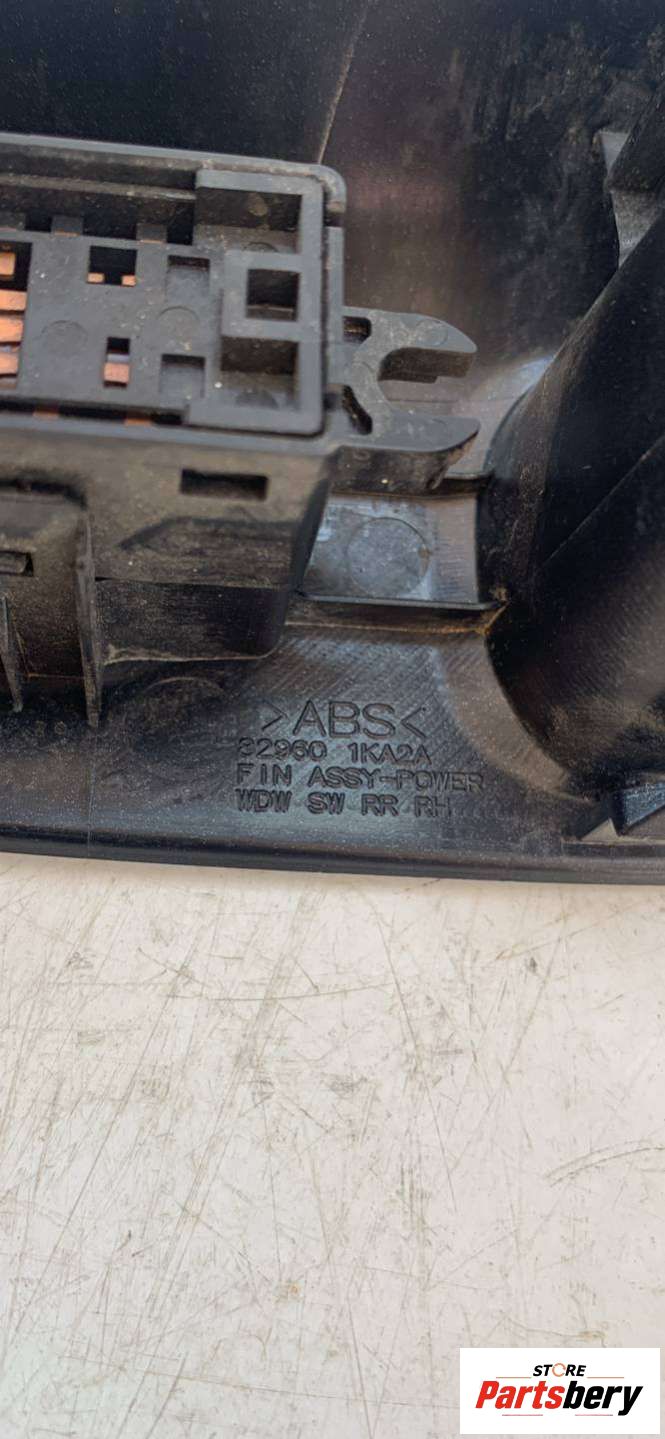 >ABS<
82960 1KA2A
FIN ASSY-POWER
WDW SW RR RH
STORE
Partsbery